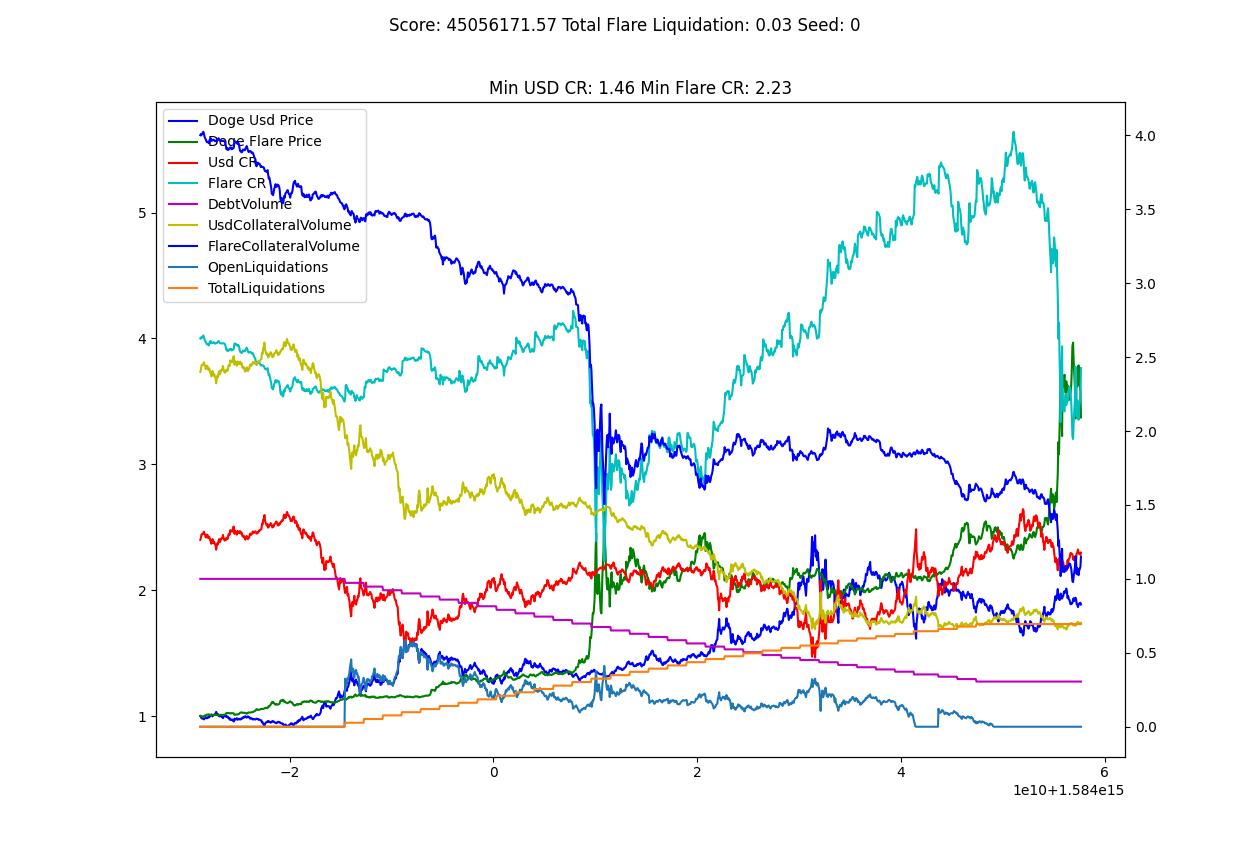 Score: 45056171.57 Total Flare Liquidation: 0.03 Seed: 0
Min USD CR: 1.46 Min Flare CR: 2.23
Doge Usd Price
Doge Flare Price
Usd CR
Flare CR
DebtVolume
UsdCollateralVolume
FlareCollateralVolume
OpenLiquidations
TotalLiquidations
5
4
3
2
1
4.0
3.5
3.0
2.5
2.0
1.5
1.0
0.5
0.0
−2 0 2 4 6
1e10+1.584e15